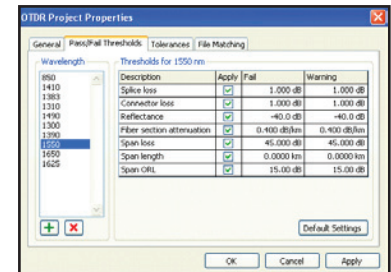 OTDR Project Properties
General Pass/Fail Thresholds Tolerances File Matching
Wavelength
850
1410
1383
1310
1490
1300
1390
1550
1650
1625
Thresholds for 1550 nm
Description Apply Fail Warning
Splice loss 1.000 dB 1.000 dB
Connector loss 1.000 dB 1.000 dB
Reflectance -40.0 dB -40.0 dB
Fiber section attenuation 0.400 dB/km 0.400 dB/km
Span loss 45.000 dB 45.000 dB
Span length 0.0000 km 0.0000 km
Span ORL 15.00 dB 15.00 dB
Default Settings
OK Cancel Apply